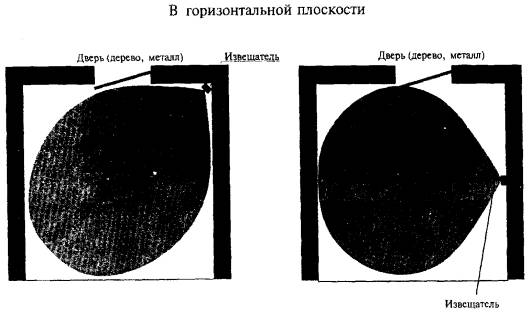 В горизонтальной плоскости
Дверь (дерево, металл)
Извещатель
Дверь (дерево, металл)
Извещатель